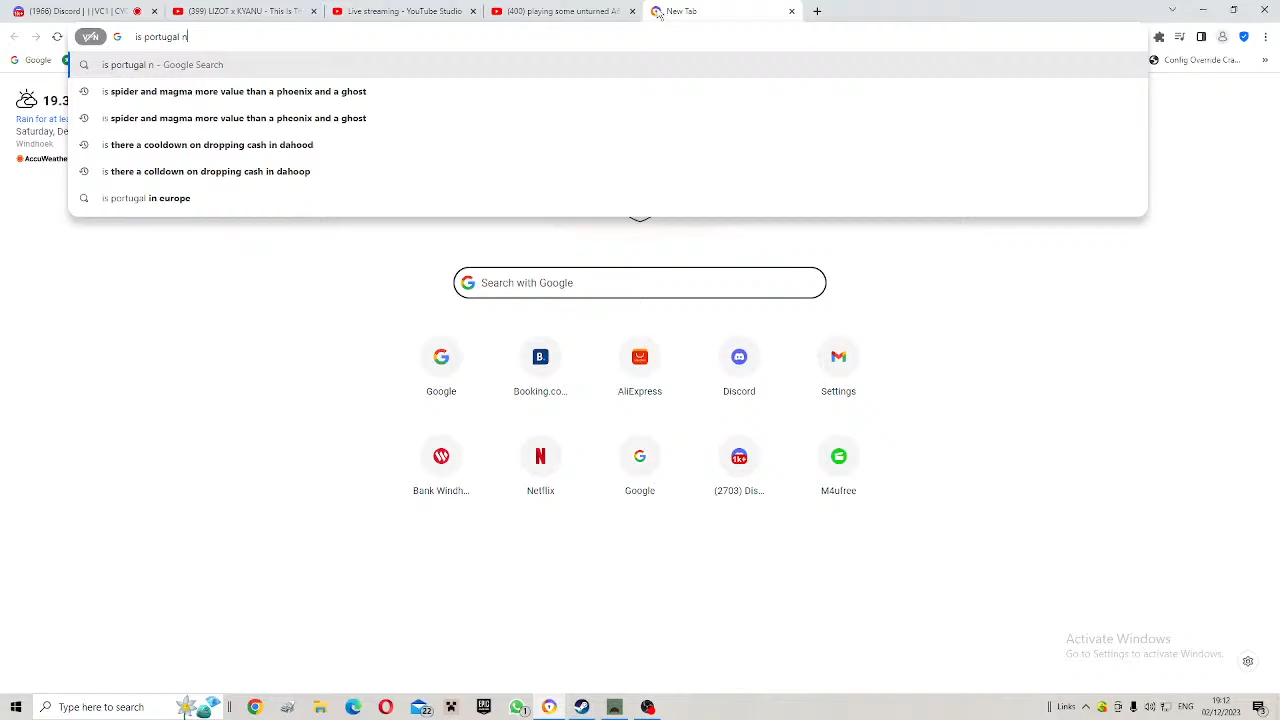 (1966) Discord | | VC1 | CYC
(399) LIZOT x KYANU - This Is Th
Live streaming - YouTube Studio
(400) playing some unturned AF
New Tab
VPN
is portugal n
Google
Config Override Cra...
is portugal n - Google Search
is spider and magma more value than a phoenix and a ghost
is spider and magma more value than a pheonix and a ghost
is there a cooldown on dropping cash in dahood
is there a colldown on dropping cash in dahoop
is portugal in europe
19.3
Rain for at lea
Saturday, De
Windhoek
AccuWeathe
Search with Google
Google
Booking.co...
AliExpress
Discord
Settings
Bank Windh...
Netflix
Google
(2703) Dis...
M4ufree
Activate Windows
Go to Settings to activate Windows.
Type here to search
Links
ENG
19:12
02/12/2023